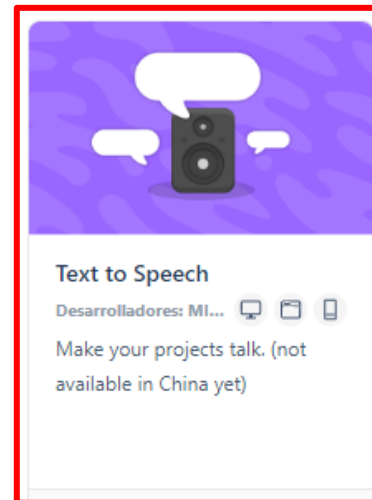 Text to Speech
Desarrolladores: MI...
Make your projects talk. (not
available in China yet)